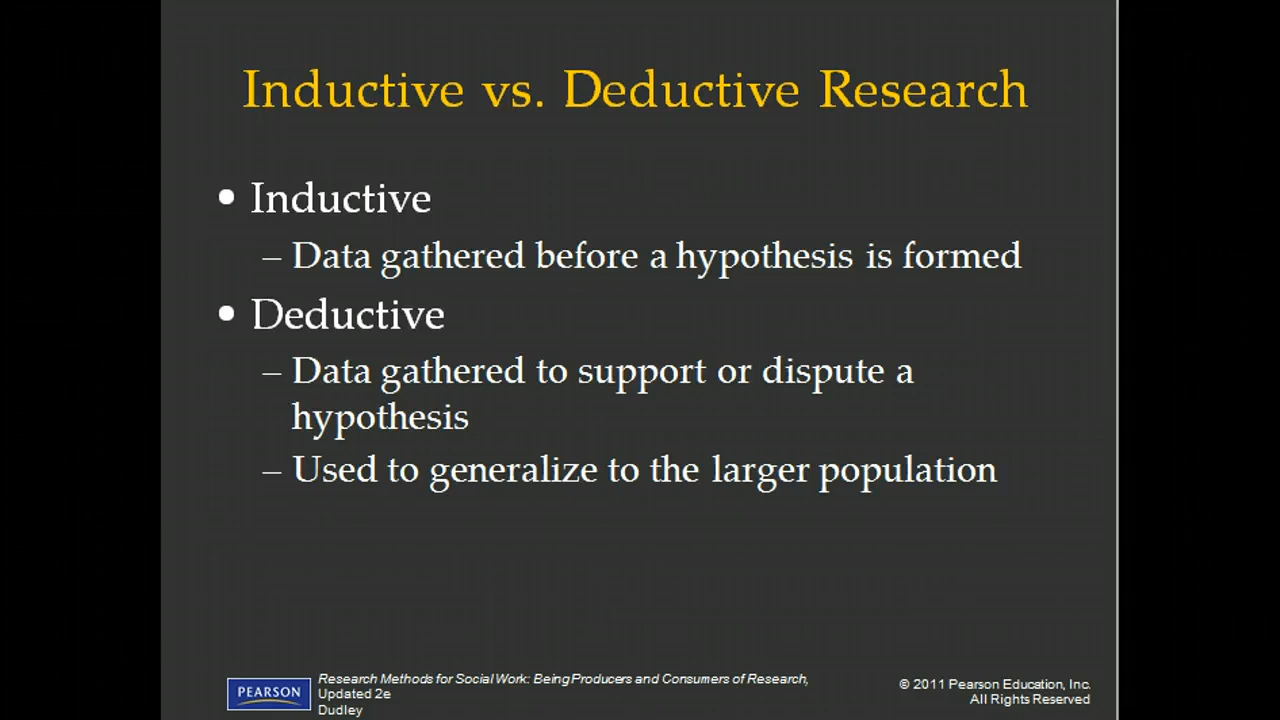 Inductive vs. Deductive Research
• Inductive
– Data gathered before a hypothesis is formed
• Deductive
– Data gathered to support or dispute a
hypothesis
– Used to generalize to the larger population
PEARSON
Research Methods for Social Work: Being Producers and Consumers of Research,
Updated 2e
Dudley
© 2011 Pearson Education, Inc.
All Rights Reserved